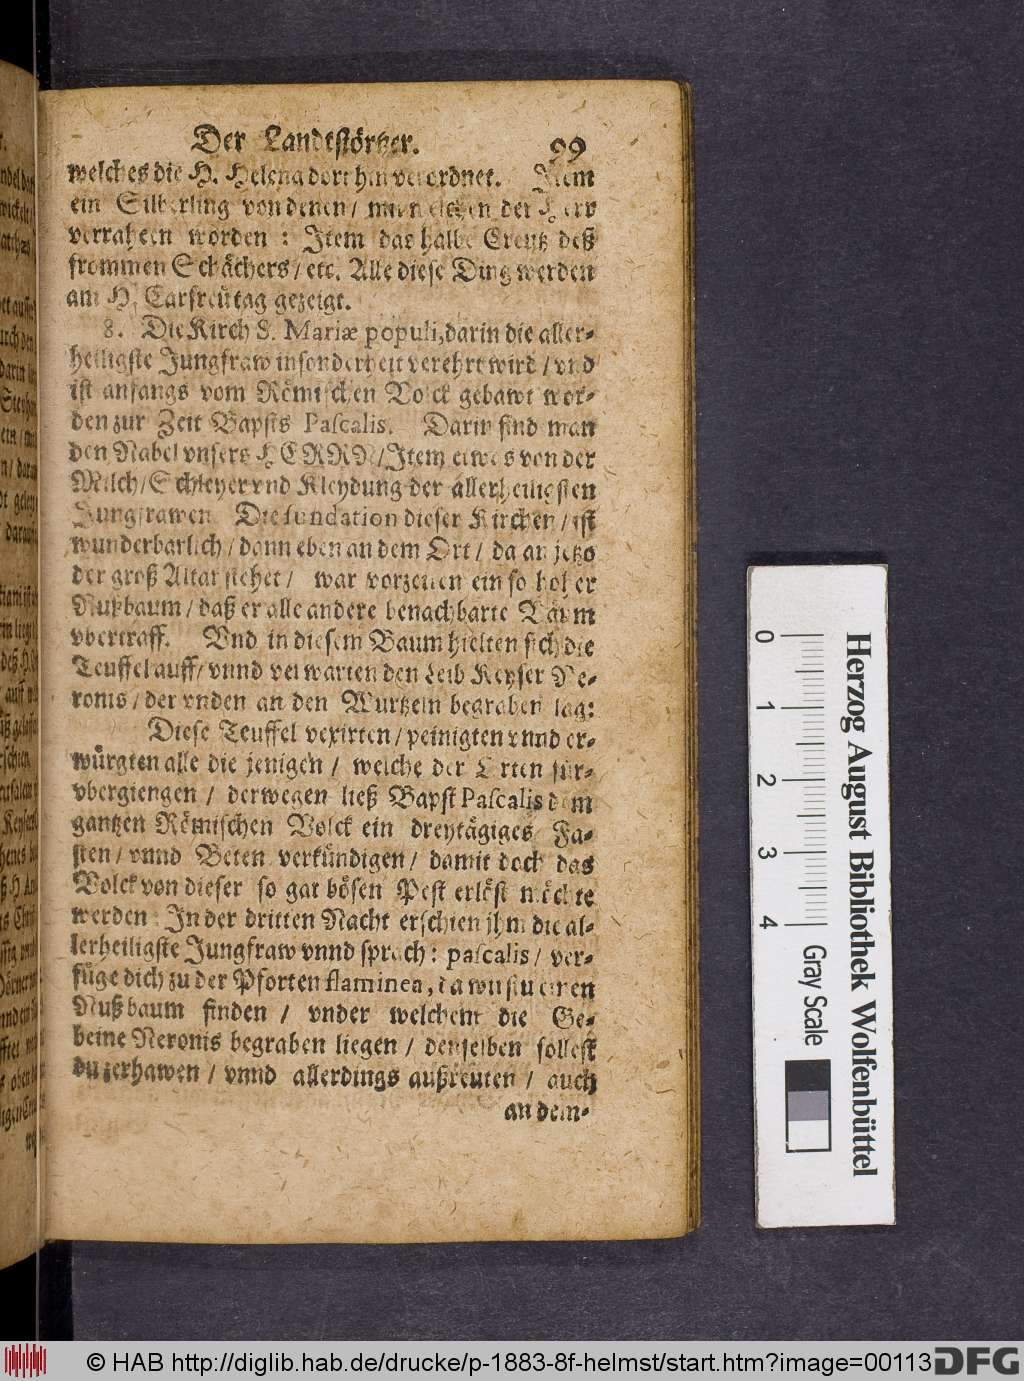 Der Landtstörtzer. 99
welches die H. Helena dorthin verordnet. Item
ein Silberling von denen / mit welchen der Herr
verrahten worden : Item das halbe Creutz deß
frommen Schächers / etc. Alle diese Ding werden
am H. Carfreütag gezeigt.
8. Die Kirch S. Mariæ populi, darin die aller-
heiligste Jungfraw insonderheit verehrt wird / vnd
ist anfangs vom Römischen Volck gebawt wor-
den zur Zeit Bapsts Pascalis. Darin find man
den Nabel vnsers HERRN / Item etwas von der
Milch / Schleyer vnd Kleydung der allerheiligsten
Jungfrawen. Die fundation dieser Kirchen / ist
wunderbarlich / dann eben an dem Ort / da an jetzo
der groß Altar stehet / war vorzeiten ein so hoher
Nußbaum / daß er alle andere benachbarte Bäum
vbertraff. Vnd in diesem Baum hielten sich die
Teuffel auff / vnnd verwarten den Leib Keyser Ne-
ronis / der vnden an den Wurtzeln begraben lag:
Diese Teuffel vexirten / peinigten vnnd er-
würgten alle die jenigen / welche der Orten für-
vbergiengen / derwegen ließ Bapst Pascalis dem
gantzen Römischen Volck ein dreytägiges Fa-
sten / vnnd Beten verkündigen / damit doch das
Volck von dieser so gar bösen Pest erlöst möchte
werden : In der dritten Nacht erschien jhm die al-
lerheiligste Jungfraw vnnd sprach : pascalis / ver-
füge dich zu der Pforten flaminea, da wirstu einen
Nußbaum finden / vnder welchem die Ge-
beine Neronis begraben liegen / denselben sollest
du zerhawen / vnnd allerdings außreuten / auch
an dem-
0 1 2 3 4
Herzog August Bibliothek Wolfenbüttel
Gray Scale
© HAB http://diglib.hab.de/drucke/p-1883-8f-helmst/start.htm?image=00113
DFG